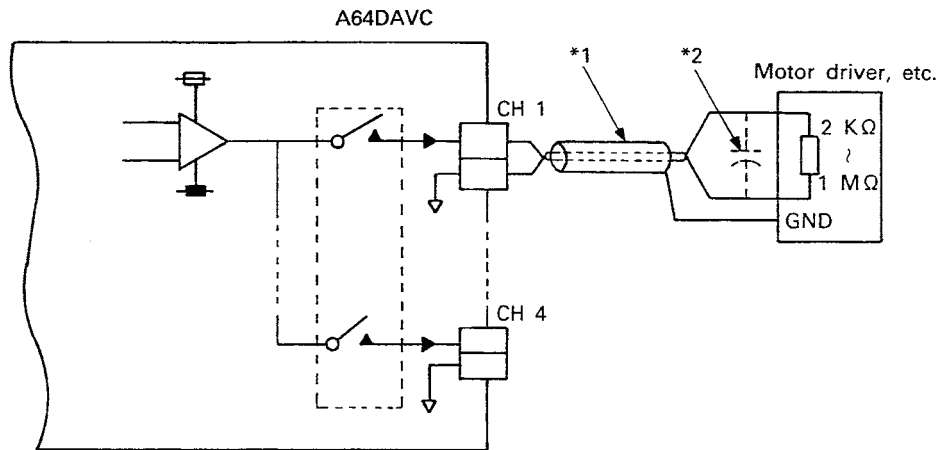 A64DAVC
*1
*2
Motor driver, etc.
CH 1
2 KΩ
~
1 MΩ
GND
CH 4